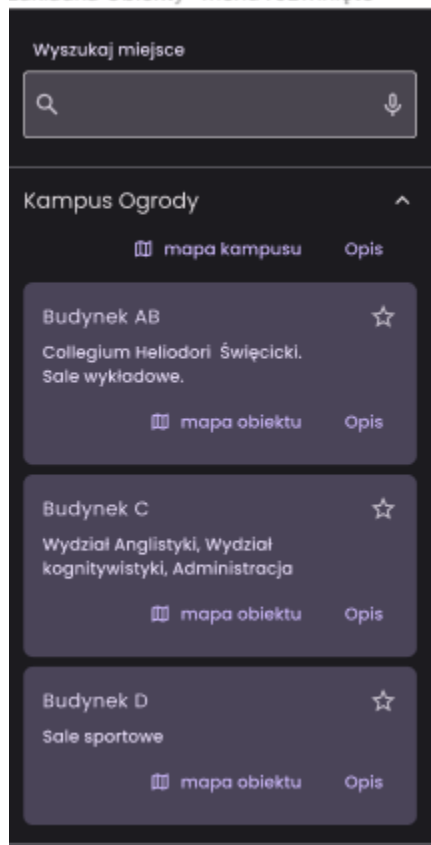 Wyszukaj miejsce
Kampus Ogrody
mapa kampusu Opis
Budynek AB
Collegium Heliodori Święcicki.
Sale wykładowe.
mapa obiektu Opis
Budynek C
Wydział Anglistyki, Wydział
kognitywistyki, Administracja
mapa obiektu Opis
Budynek D
Sale sportowe
mapa obiektu Opis